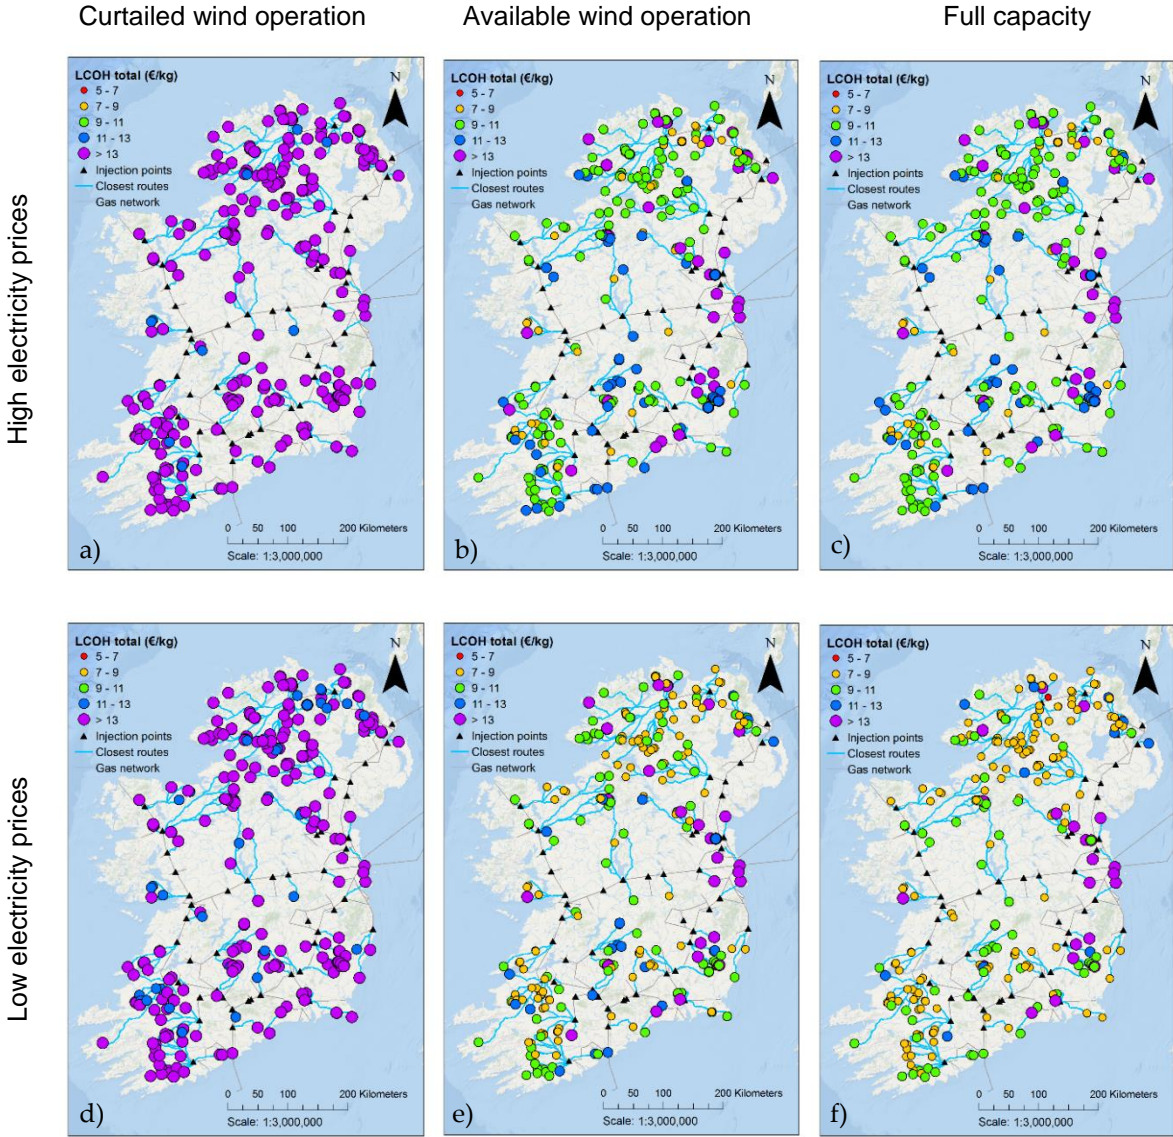 Curtailed wind operation
Available wind operation
Full capacity
High electricity prices
LCOH total (€/kg)
5 - 7
7 - 9
9 - 11
11 - 13
> 13
Injection points
Closest routes
Gas network
N
0 50 100 200 Kilometers
Scale: 1:3,000,000
a)
LCOH total (€/kg)
5 - 7
7 - 9
9 - 11
11 - 13
> 13
Injection points
Closest routes
Gas network
N
0 50 100 200 Kilometers
Scale: 1:3,000,000
b)
LCOH total (€/kg)
5 - 7
7 - 9
9 - 11
11 - 13
> 13
Injection points
Closest routes
Gas network
N
0 50 100 200 Kilometers
Scale: 1:3,000,000
c)
Low electricity prices
LCOH total (€/kg)
5 - 7
7 - 9
9 - 11
11 - 13
> 13
Injection points
Closest routes
Gas network
N
0 50 100 200 Kilometers
Scale: 1:3,000,000
d)
LCOH total (€/kg)
5 - 7
7 - 9
9 - 11
11 - 13
> 13
Injection points
Closest routes
Gas network
N
0 50 100 200 Kilometers
Scale: 1:3,000,000
e)
LCOH total (€/kg)
5 - 7
7 - 9
9 - 11
11 - 13
> 13
Injection points
Closest routes
Gas network
N
0 50 100 200 Kilometers
Scale: 1:3,000,000
f)